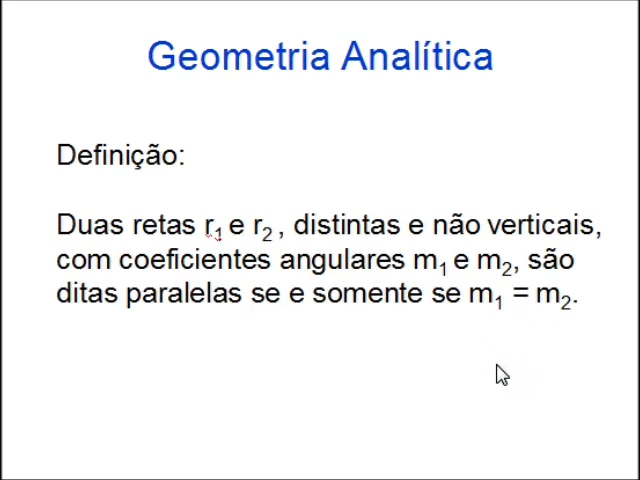 Geometria Analítica
Definição:
Duas retas r₁ e r₂ , distintas e não verticais,
com coeficientes angulares m₁ e m₂, são
ditas paralelas se e somente se m₁ = m₂.